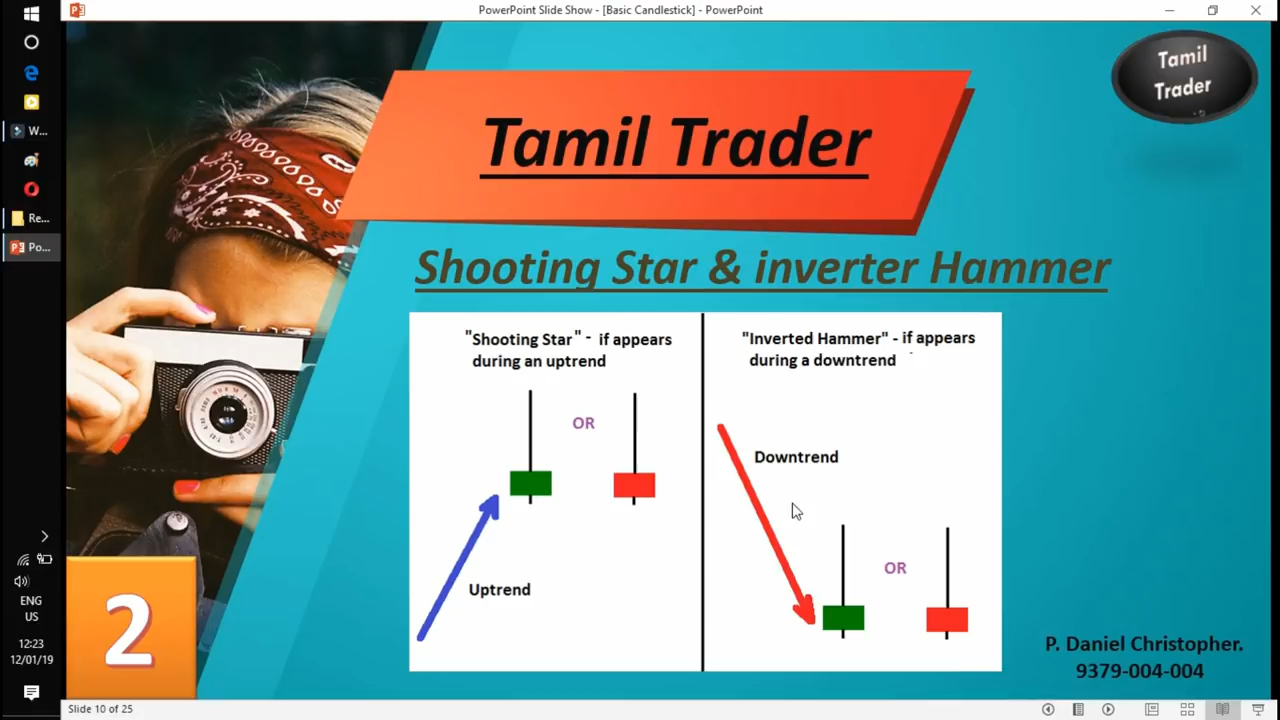 PowerPoint Slide Show - [Basic Candlestick] - PowerPoint
Tamil
Trader
Tamil Trader
Shooting Star & inverter Hammer
"Shooting Star" - if appears
during an uptrend
OR
Uptrend
"Inverted Hammer" - if appears
during a downtrend
Downtrend
OR
2
P. Daniel Christopher.
9379-004-004
W...
Re...
Po...
ENG
US
12:23
12/01/19
Slide 10 of 25